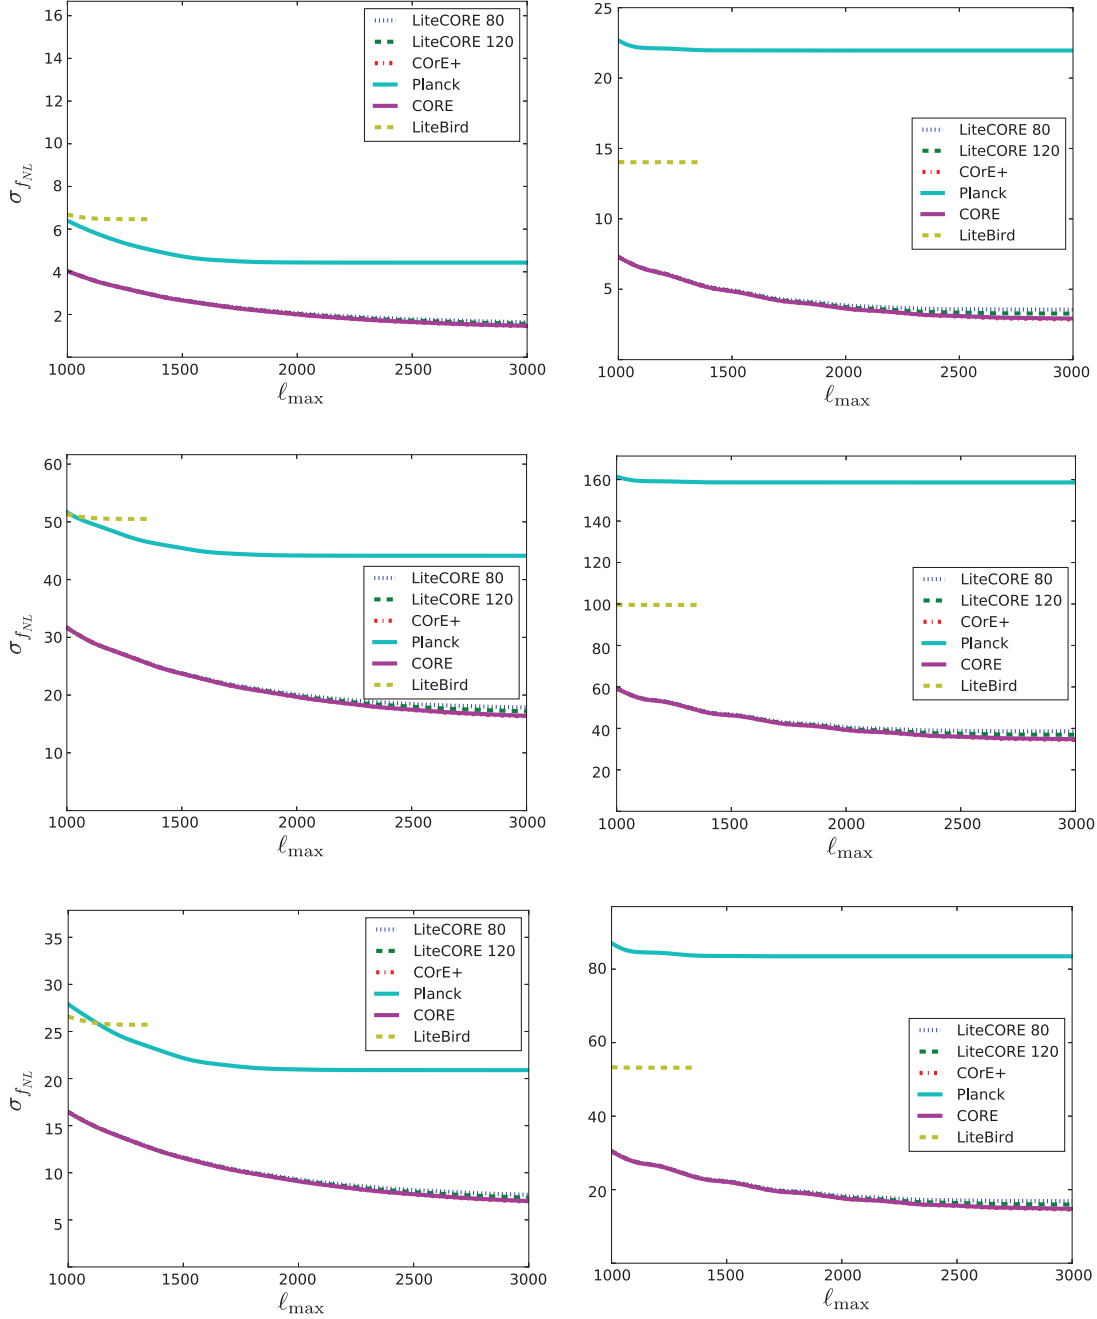 16
14
12
10
8
6
4
2
σ_{f_{NL}}
1000 1500 2000 2500 3000
ℓ_max
LiteCORE 80
LiteCORE 120
COrE+
Planck
CORE
LiteBird
25
20
15
10
5
1000 1500 2000 2500 3000
ℓ_max
LiteCORE 80
LiteCORE 120
COrE+
Planck
CORE
LiteBird
60
50
40
30
20
10
σ_{f_{NL}}
1000 1500 2000 2500 3000
ℓ_max
LiteCORE 80
LiteCORE 120
COrE+
Planck
CORE
LiteBird
160
140
120
100
80
60
40
20
1000 1500 2000 2500 3000
ℓ_max
LiteCORE 80
LiteCORE 120
COrE+
Planck
CORE
LiteBird
35
30
25
20
15
10
5
σ_{f_{NL}}
1000 1500 2000 2500 3000
ℓ_max
LiteCORE 80
LiteCORE 120
COrE+
Planck
CORE
LiteBird
80
60
40
20
1000 1500 2000 2500 3000
ℓ_max
LiteCORE 80
LiteCORE 120
COrE+
Planck
CORE
LiteBird